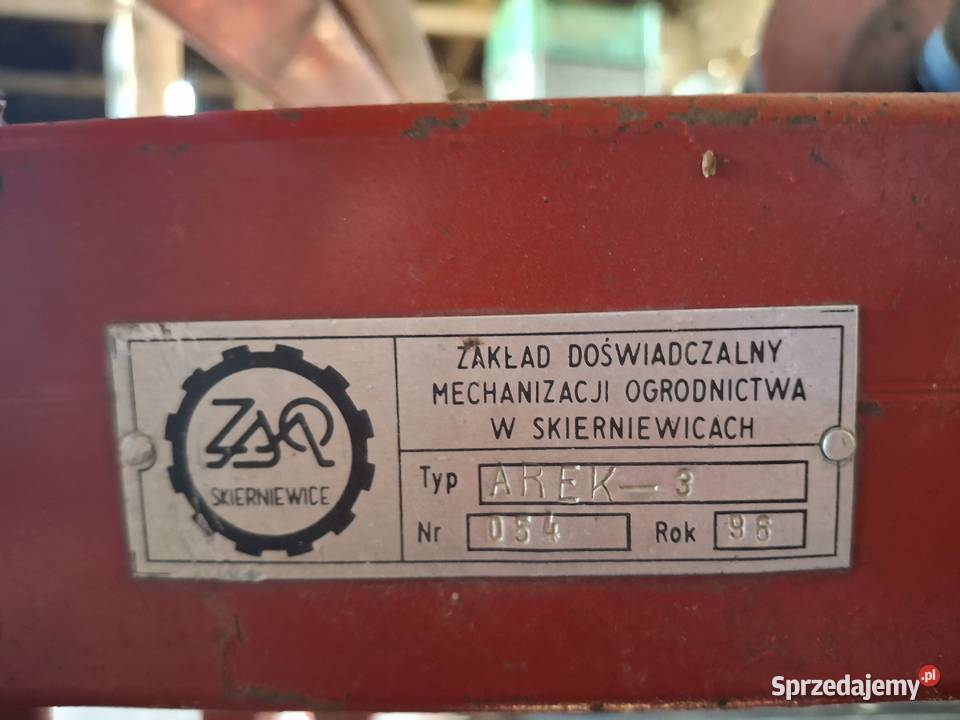 ZAKŁAD DOŚWIADCZALNY
MECHANIZACJI OGRODNICTWA
W SKIERNIEWICACH
SKIERNIEWICE
Typ AREK-3
Nr 054 Rok 96
Sprzedajemy.pl